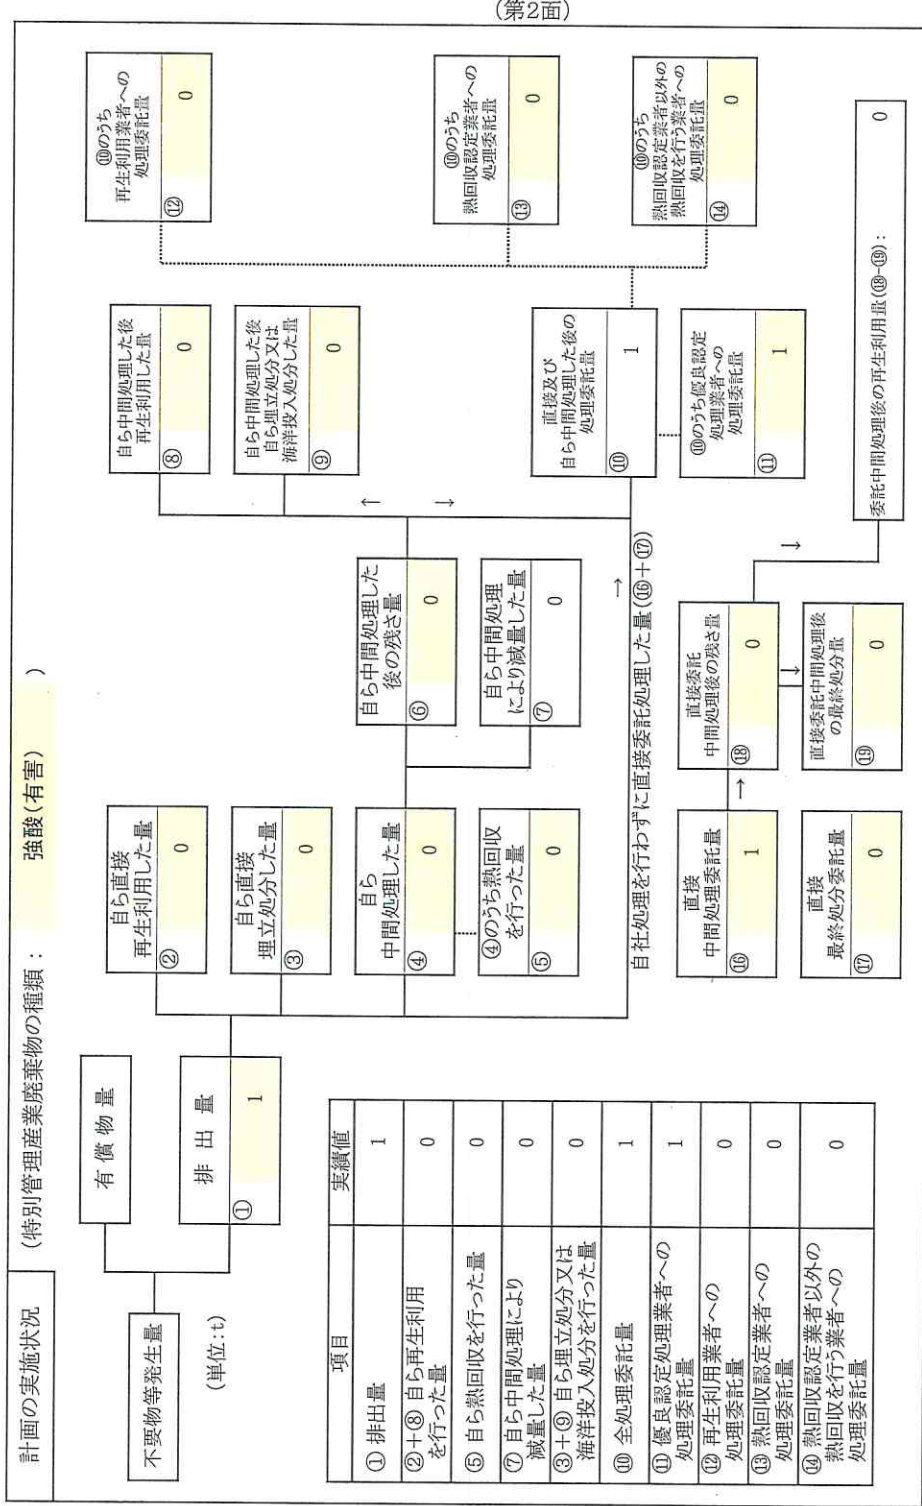 (第2面)
計画の実施状況
(特別管理産業廃棄物の種類: 強酸(有害) )
不要物等発生量
(単位:t)
有償物量
排出量
① 1
自ら直接
再生利用した量
② 0
自ら直接
埋立処分した量
③ 0
自ら
中間処理した量
④ 0
④のうち熱回収
を行った量
⑤ 0
自ら中間処理した
後の残さ量
⑥ 0
自ら中間処理
により減量した量
⑦ 0
自ら中間処理した後
再生利用した量
⑧ 0
自ら中間処理した後
自ら埋立処分又は
海洋投入処分した量
⑨ 0
↑
↓
→
自社処理を行わずに直接委託処理した量(⑯+⑰)
直接及び
自ら中間処理した後の
処理委託量
⑩ 1
⑩のうち優良認定
処理業者への
処理委託量
⑪ 1
⑩のうち
再生利用業者への
処理委託量
⑫ 0
⑩のうち
熱回収認定業者への
処理委託量
⑬ 0
⑩のうち
熱回収認定業者以外の
熱回収を行う業者への
処理委託量
⑭ 0
直接
中間処理委託量
⑯ 1
→
直接
最終処分委託量
⑰ 0
直接委託
中間処理後の残さ量
⑱ 0
↓
直接委託中間処理後
の最終処分量
⑲ 0
↓
委託中間処理後の再生利用量(⑱-⑲): 0
項目 実績値
① 排出量 1
②+⑧ 自ら再生利用
を行った量 0
⑤ 自ら熱回収を行った量 0
⑦ 自ら中間処理により
減量した量 0
③+⑨ 自ら埋立処分又は
海洋投入処分を行った量 0
⑩ 全処理委託量 1
⑪ 優良認定処理業者への
処理委託量 1
⑫ 再生利用業者への
処理委託量 0
⑬ 熱回収認定業者への
処理委託量 0
⑭ 熱回収認定業者以外の
熱回収を行う業者への
処理委託量 0